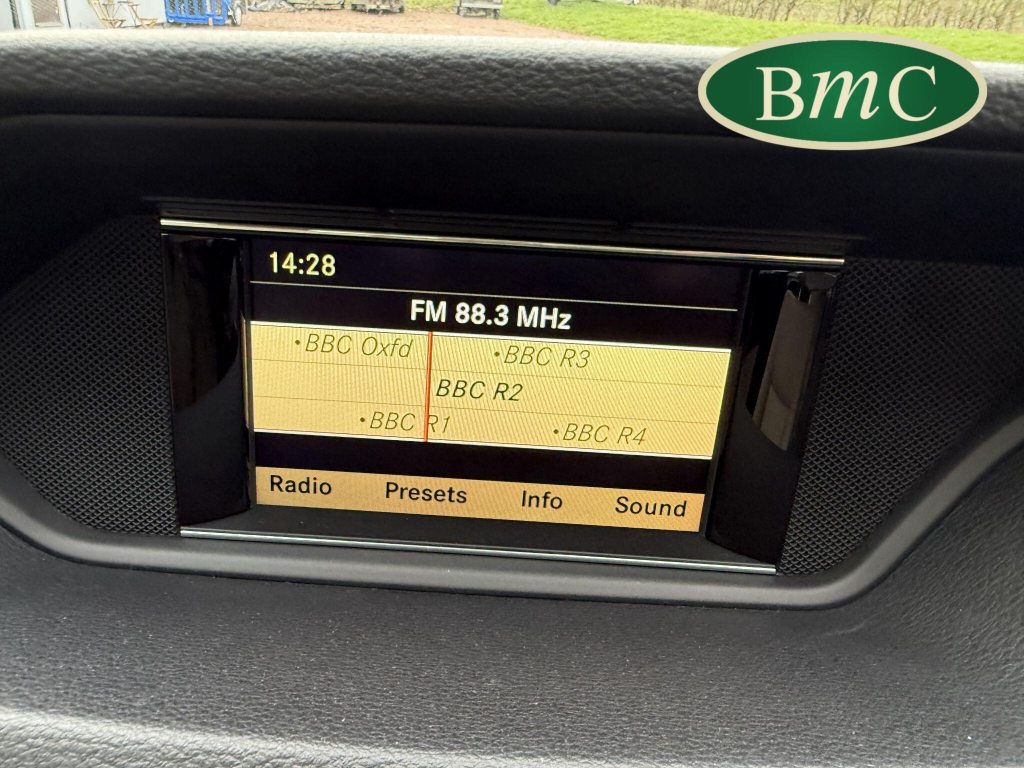 BmC
14:28
FM 88.3 MHz
•BBC Oxfd •BBC R3
BBC R2
•BBC R1 •BBC R4
Radio Presets Info Sound